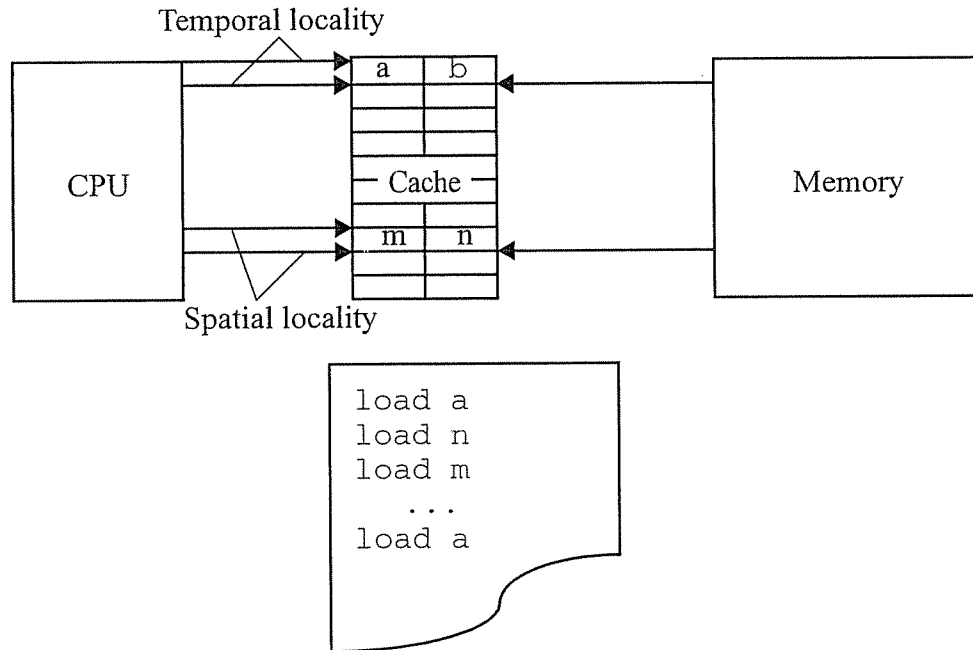 Temporal locality
a b
CPU
Cache
Memory
m n
Spatial locality
load a
load n
load m
...
load a